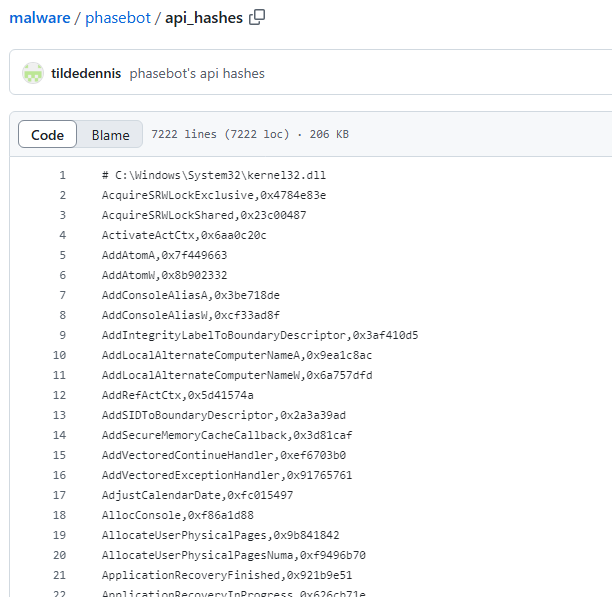 malware / phasebot / api_hashes
tildedennis phasebot's api hashes
Code Blame 7222 lines (7222 loc) · 206 KB
1 # C:\Windows\System32\kernel32.dll
2 AcquireSRWLockExclusive,0x4784e83e
3 AcquireSRWLockShared,0x23c00487
4 ActivateActCtx,0x6aa0c20c
5 AddAtomA,0x7f449663
6 AddAtomW,0x8b902332
7 AddConsoleAliasA,0x3be718de
8 AddConsoleAliasW,0xcf33ad8f
9 AddIntegrityLabelToBoundaryDescriptor,0x3af410d5
10 AddLocalAlternateComputerNameA,0x9ea1c8ac
11 AddLocalAlternateComputerNameW,0x6a757dfd
12 AddRefActCtx,0x5d41574a
13 AddSIDToBoundaryDescriptor,0x2a3a39ad
14 AddSecureMemoryCacheCallback,0x3d81caf
15 AddVectoredContinueHandler,0xef6703b0
16 AddVectoredExceptionHandler,0x91765761
17 AdjustCalendarDate,0xfc015497
18 AllocConsole,0xf86a1d88
19 AllocateUserPhysicalPages,0x9b841842
20 AllocateUserPhysicalPagesNuma,0xf9496b70
21 ApplicationRecoveryFinished,0x921b9e51
22 ApplicationRecoveryInProgress,0x626cb71e